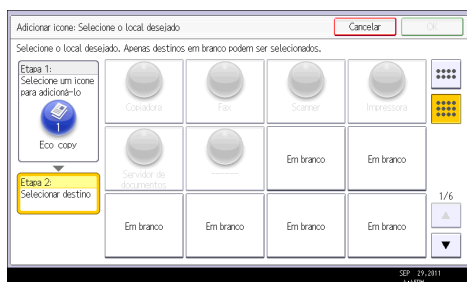 Adicionar icone: Selecione o local desejado
Cancelar
OK
Selecione o local desejado. Apenas destinos em branco podem ser selecionados.
Etapa 1:
Selecione um icone
para adicioná-lo
1
Eco copy
Etapa 2:
Selecionar destino
Copiadora
Fax
Scanner
Impressora
Servidor de
documentos
Em branco
Em branco
Em branco
Em branco
Em branco
Em branco
1/6
SEP 29,2011